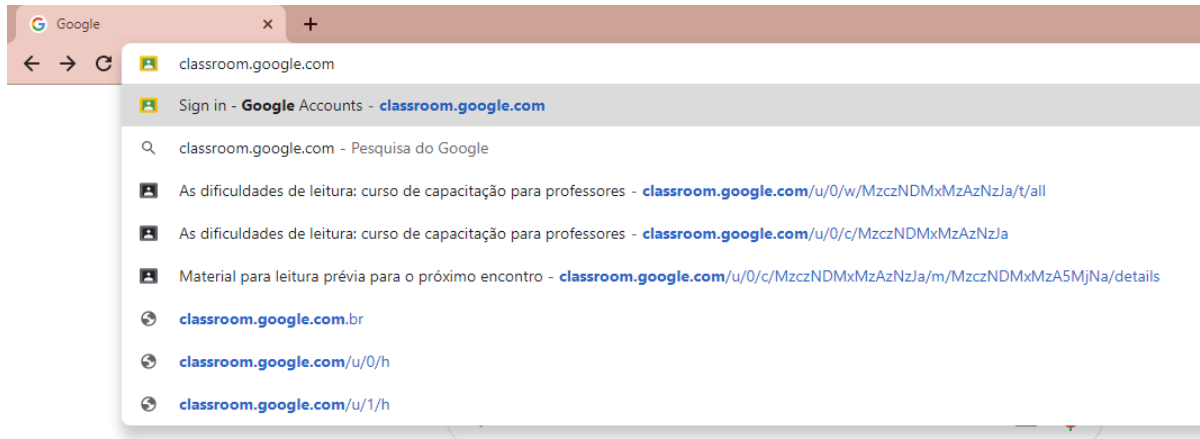 Google
classroom.google.com
Sign in - Google Accounts - classroom.google.com
classroom.google.com - Pesquisa do Google
As dificuldades de leitura: curso de capacitação para professores - classroom.google.com/u/0/w/MzczNDMxMzAzNzJa/t/all
As dificuldades de leitura: curso de capacitação para professores - classroom.google.com/u/0/c/MzczNDMxMzAzNzJa
Material para leitura prévia para o próximo encontro - classroom.google.com/u/0/c/MzczNDMxMzAzNzJa/m/MzczNDMxMzA5MjNa/details
classroom.google.com.br
classroom.google.com/u/0/h
classroom.google.com/u/1/h